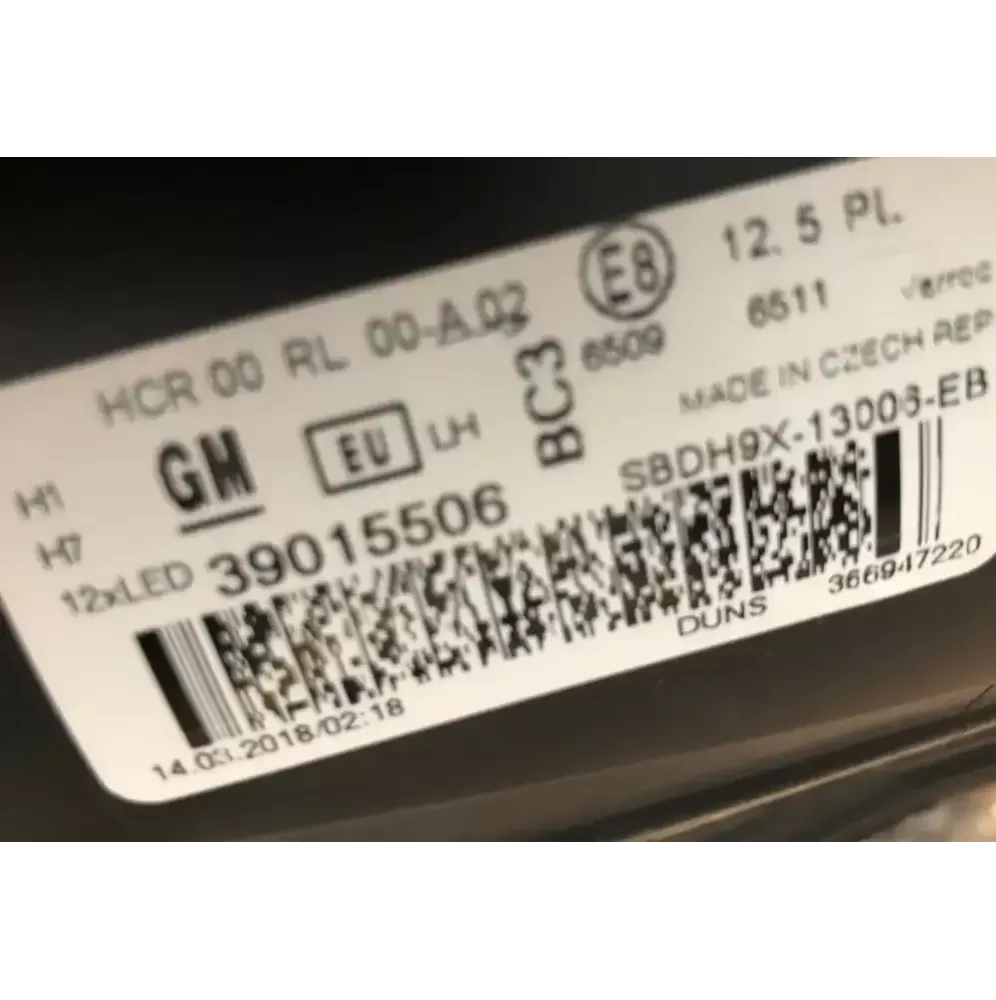 HCR 00 RL 00-A 02 E8 12.5 PL.
6509 6511
H1 GM EU LH BC3 MADE IN CZECH REP
H7
12xLED 39015506 SBDH9X-13006-EB
14.03.2018/02:18 DUNS 366947220